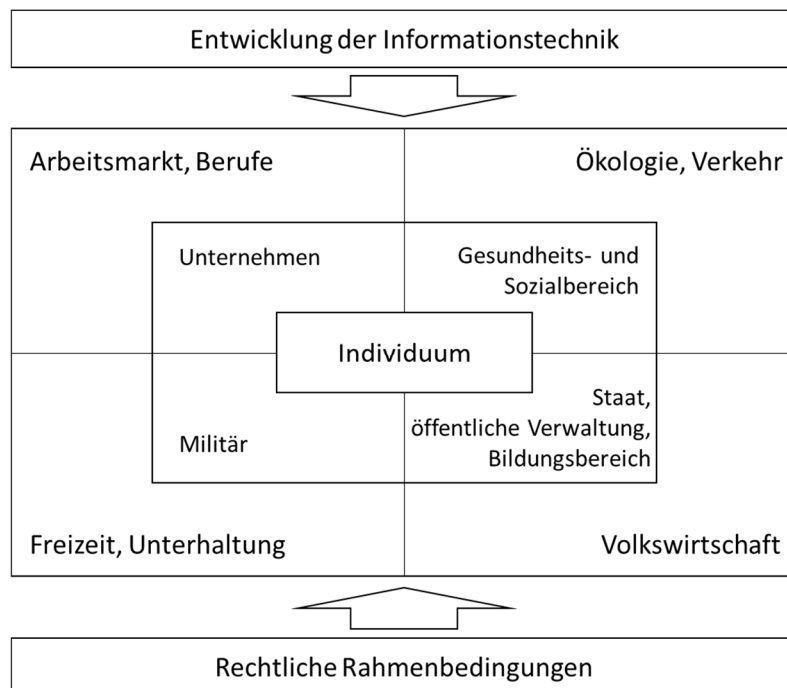 Entwicklung der Informationstechnik
Arbeitsmarkt, Berufe
Ökologie, Verkehr
Unternehmen
Gesundheits- und
Sozialbereich
Individuum
Militär
Staat,
öffentliche Verwaltung,
Bildungsbereich
Freizeit, Unterhaltung
Volkswirtschaft
Rechtliche Rahmenbedingungen